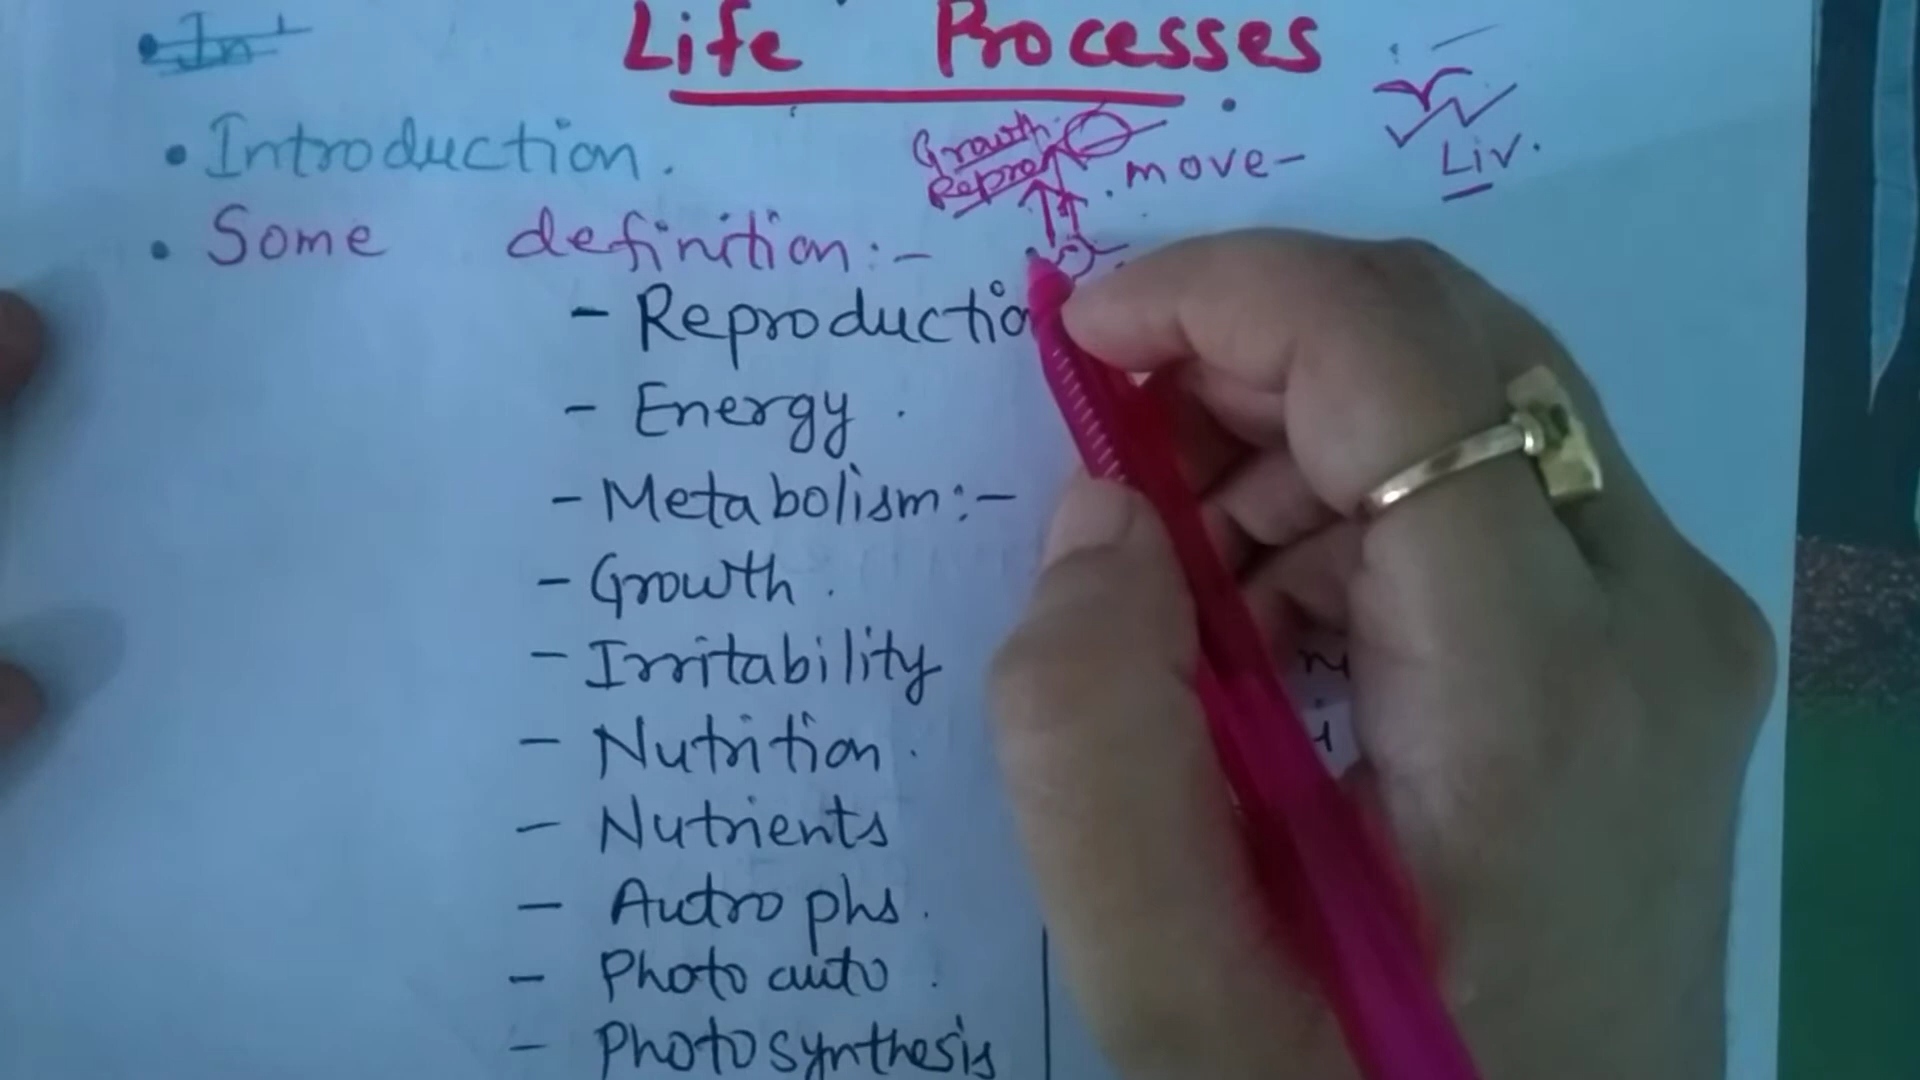 Life Processes
• Introduction.
Growth.
Repro
. move-
Liv.
• Some definition:-
- Reproductio
- Energy.
- Metabolism:-
- Growth.
- Irritability
- Nutrition.
- Nutrients
- Autrophs.
- Photo auto.
- Photosynthesis